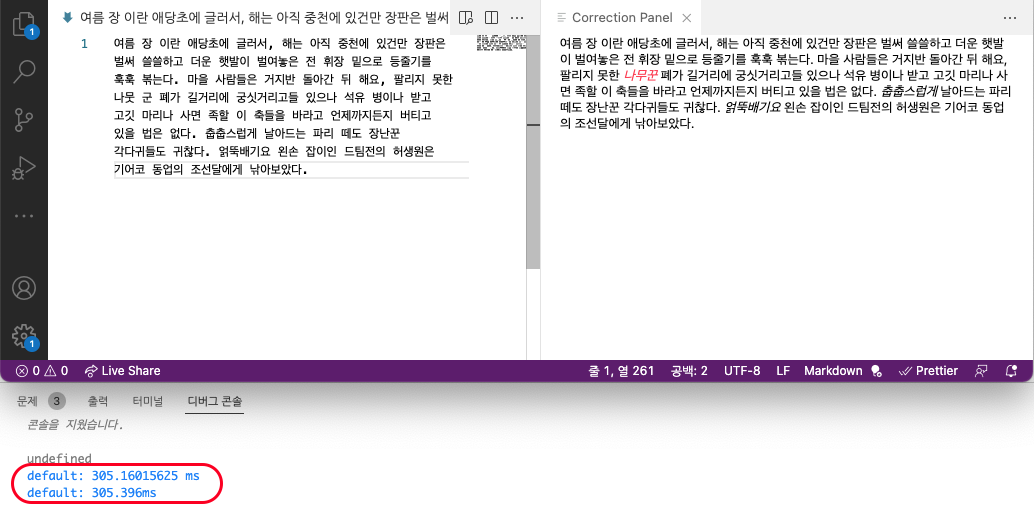 여름 장 이란 애당초에 글러서, 해는 아직 중천에 있건만 장판은 벌써
Correction Panel
1
1 여름 장 이란 애당초에 글러서, 해는 아직 중천에 있건만 장판은
벌써 쓸쓸하고 더운 햇발이 벌여놓은 전 휘장 밑으로 등줄기를
훅훅 볶는다. 마을 사람들은 거지반 돌아간 뒤 해요, 팔리지 못한
나뭇 군 폐가 길거리에 궁싯거리고들 있으나 석유 병이나 받고
고깃 마리나 사면 족할 이 축들을 바라고 언제까지든지 버티고
있을 법은 없다. 춥춥스럽게 날아드는 파리 떼도 장난꾼
각다귀들도 귀찮다. 얽뚝배기요 왼손 잡이인 드팀전의 허생원은
기어코 동업의 조선달에게 낚아보았다.
여름 장 이란 애당초에 글러서, 해는 아직 중천에 있건만 장판은 벌써 쓸쓸하고 더운 햇발
이 벌여놓은 전 휘장 밑으로 등줄기를 훅훅 볶는다. 마을 사람들은 거지반 돌아간 뒤 해요,
팔리지 못한 나무꾼 폐가 길거리에 궁싯거리고들 있으나 석유 병이나 받고 고깃 마리나 사
면 족할 이 축들을 바라고 언제까지든지 버티고 있을 법은 없다. 춥춥스럽게 날아드는 파리
떼도 장난꾼 각다귀들도 귀찮다. 얽뚝배기요 왼손 잡이인 드팀전의 허생원은 기어코 동업
의 조선달에게 낚아보았다.
1
0 0 Live Share 줄 1, 열 261 공백: 2 UTF-8 LF Markdown Prettier
문제 3 출력 터미널 디버그 콘솔
콘솔을 지웠습니다.
undefined
default: 305.16015625 ms
default: 305.396ms